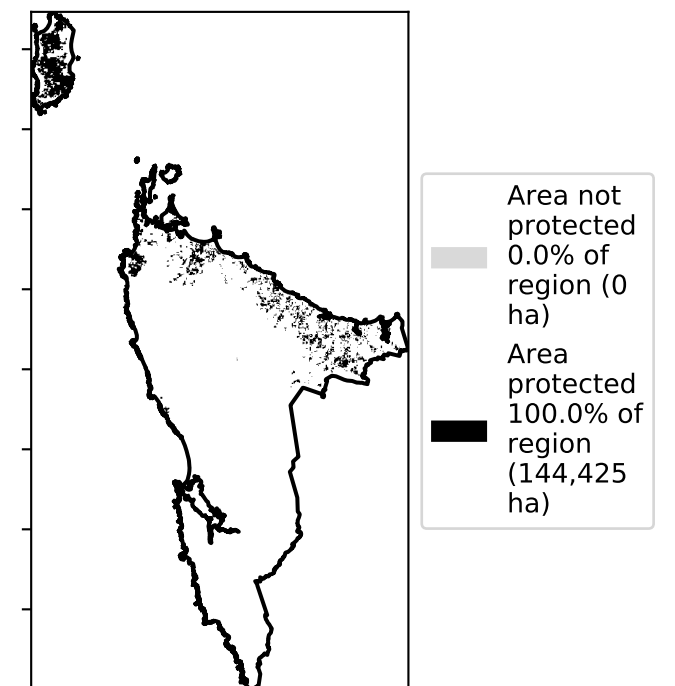 Area not
protected
0.0% of
region (0
ha)
Area
protected
100.0% of
region
(144,425
ha)